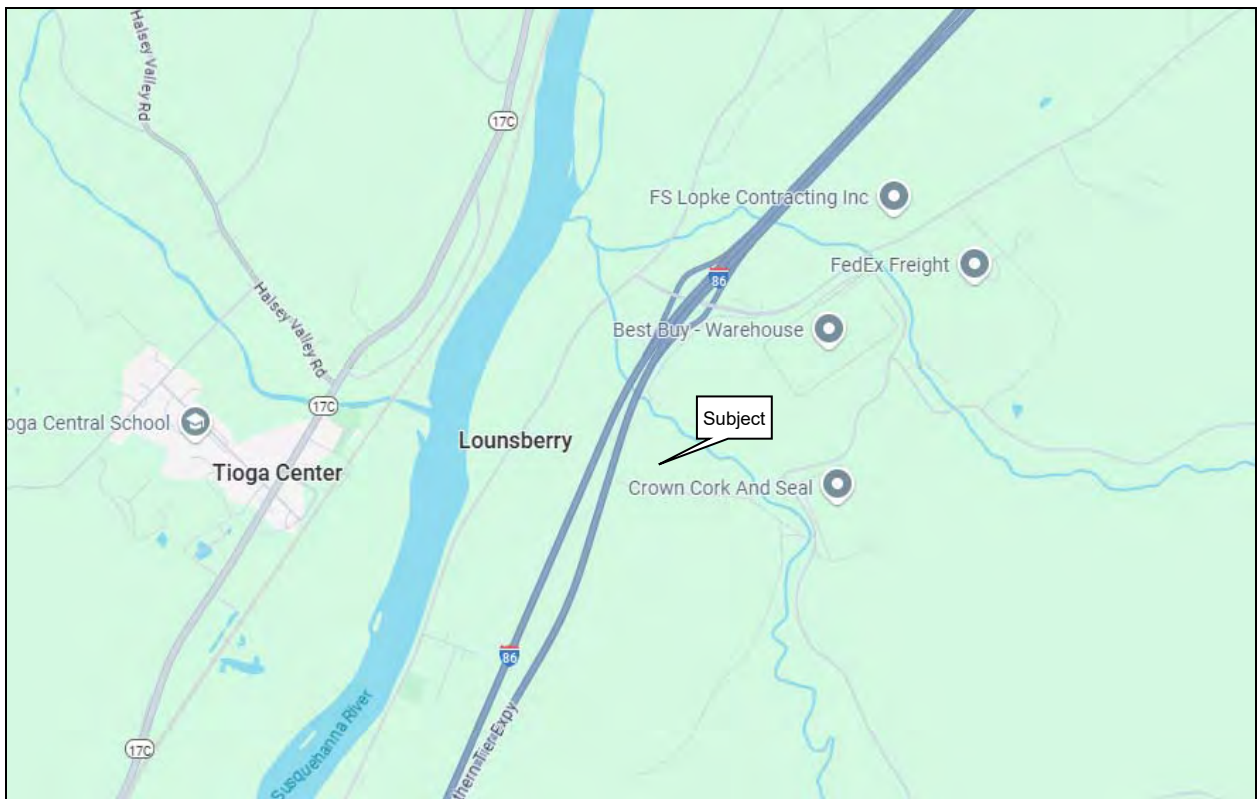 Halsey Valley Rd
17C
FS Lopke Contracting Inc
FedEx Freight
86
Best Buy - Warehouse
Halsey Valley Rd
17C
oga Central School
Subject
Lounsberry
Tioga Center
Crown Cork And Seal
86
Susquehanna River
thern Tier Expy
17C